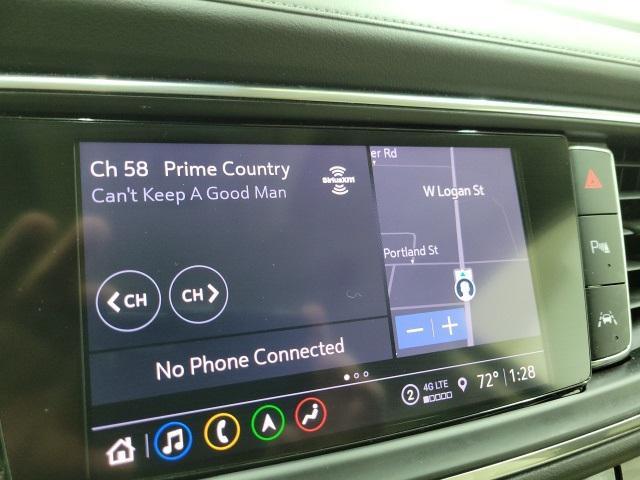 Ch 58 Prime Country
Can't Keep A Good Man
SiriusXM
er Rd
W Logan St
Portland St
CH
CH
No Phone Connected
2
4G LTE
72° 1:28
P